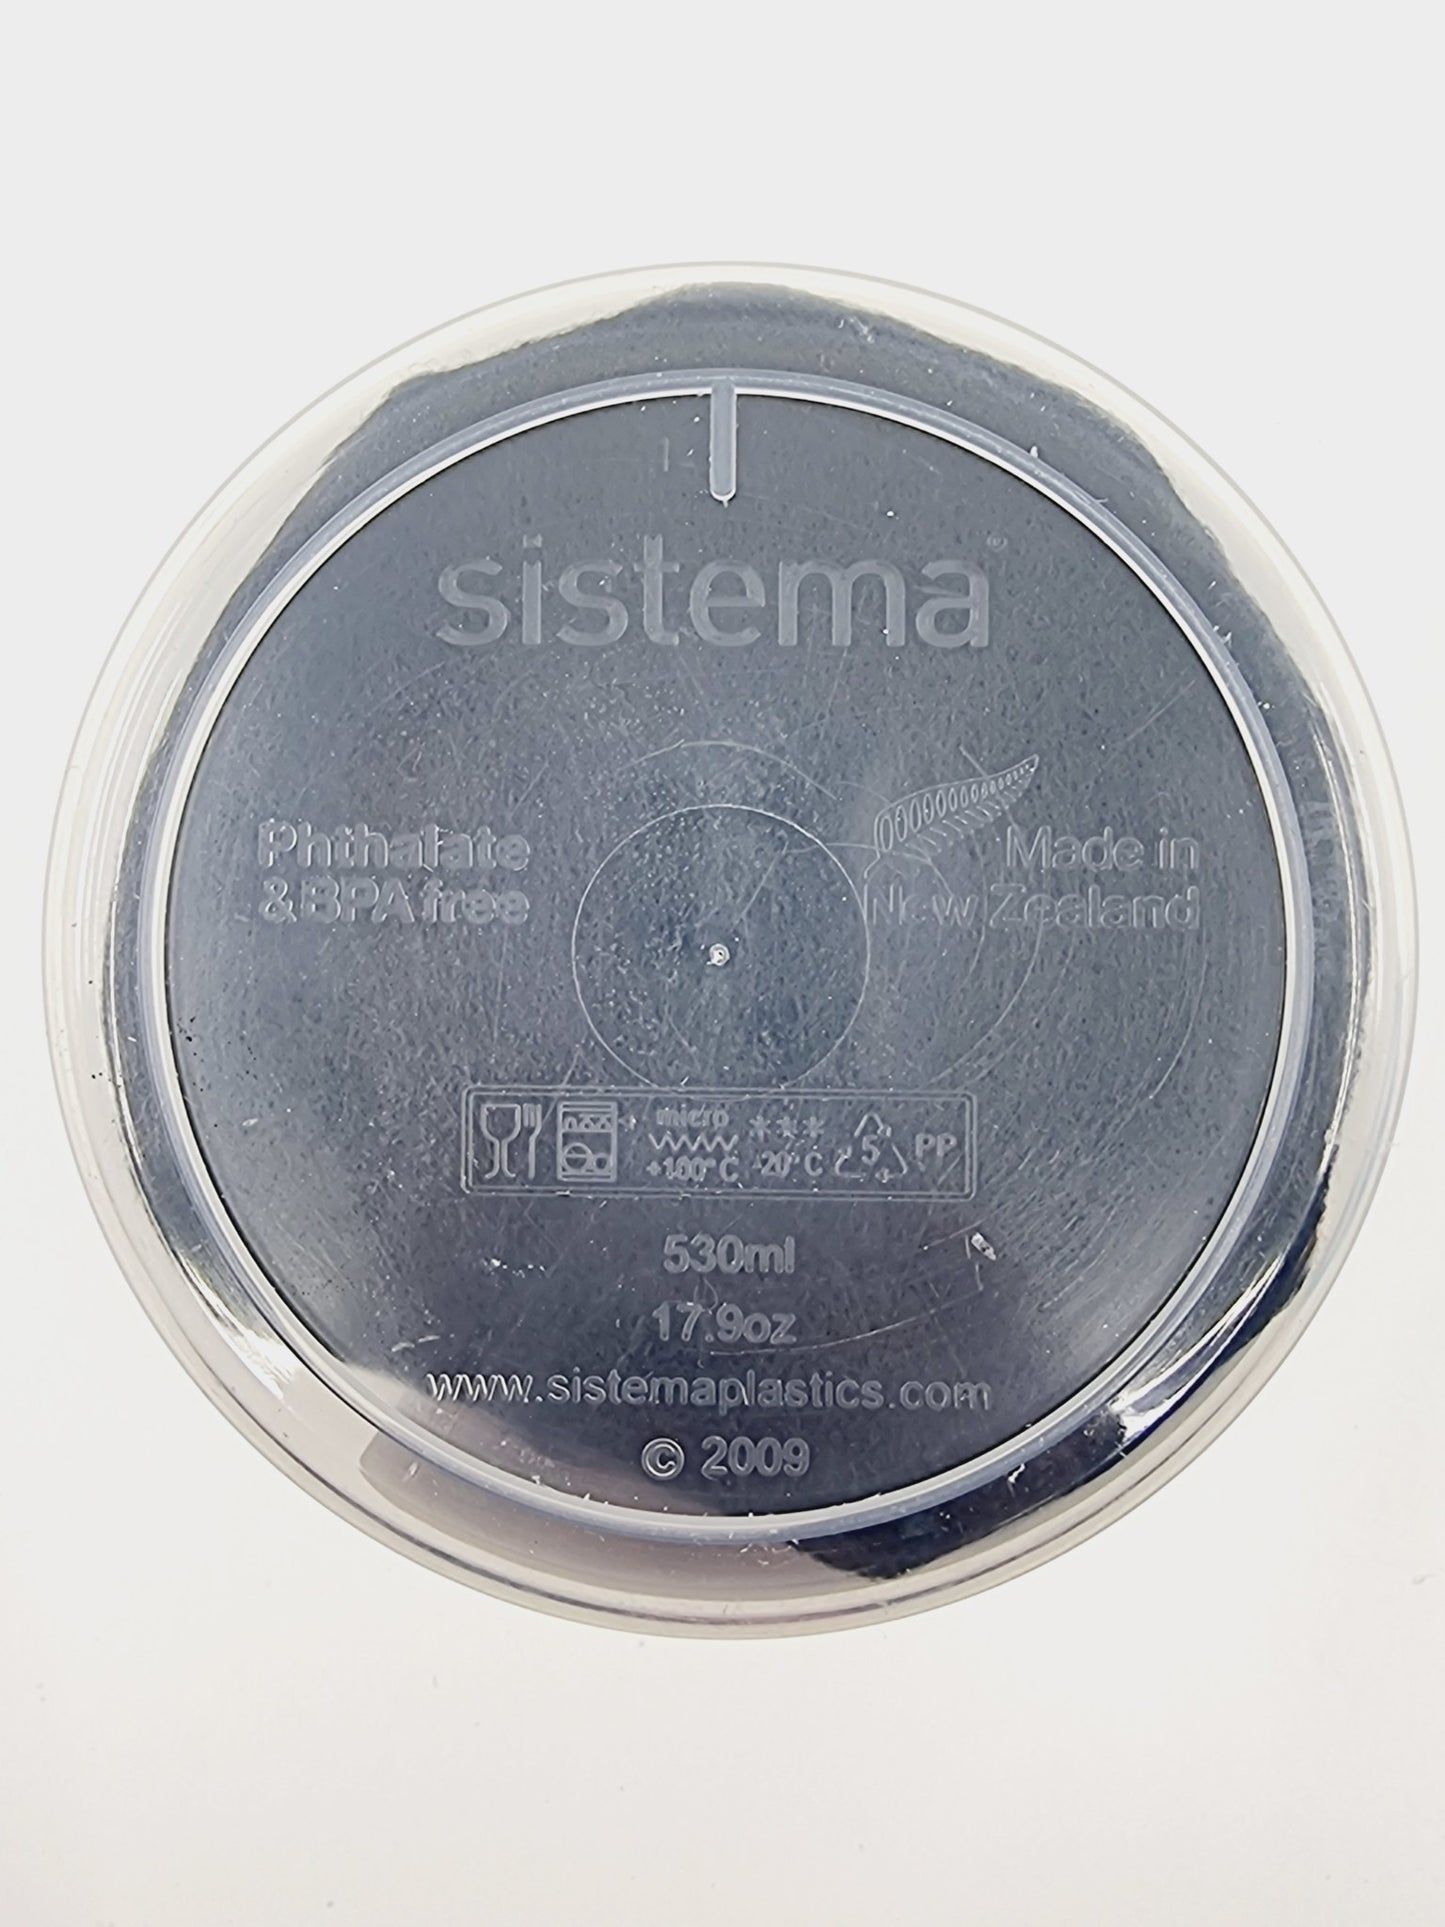 sistema
Phthalate
& BPA free
Made in
New Zealand
micro
+100°C
-20°C
5
PP
530ml
17.9oz
www.sistemaplastics.com
© 2009